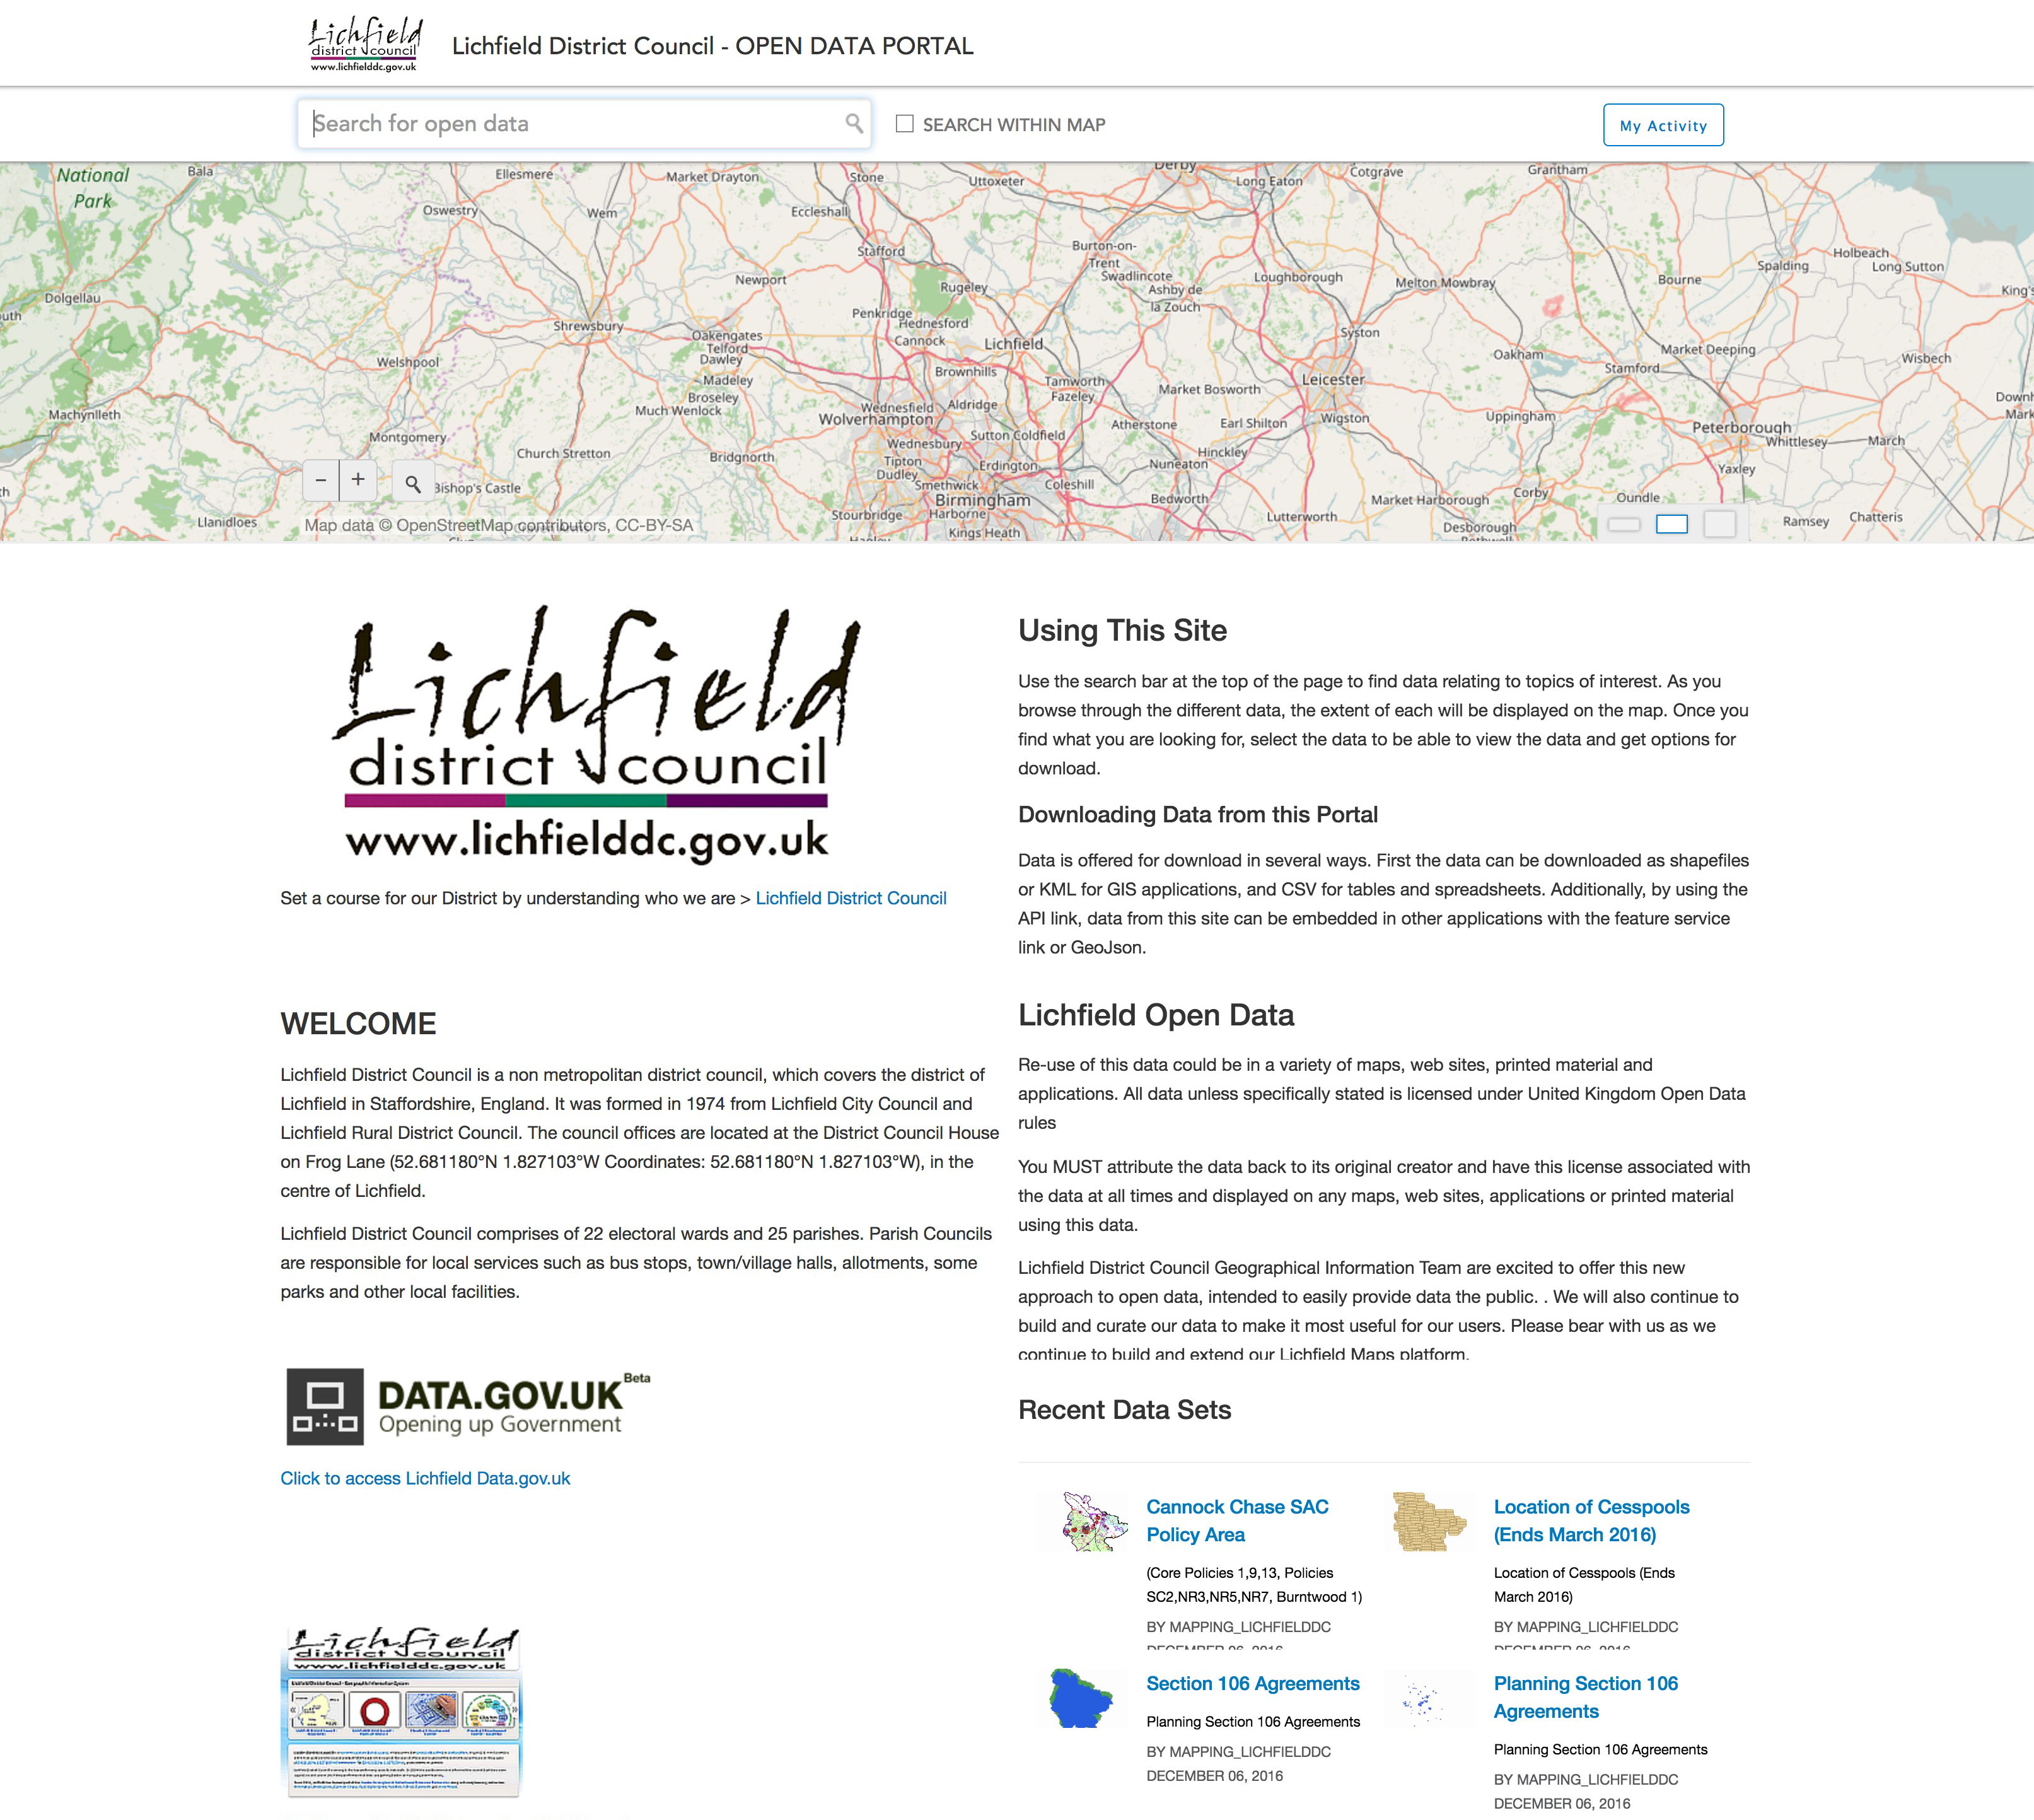 Lichfield
district council
www.lichfielddc.gov.uk
Lichfield District Council - OPEN DATA PORTAL
Search for open data
SEARCH WITHIN MAP
My Activity
National
Park
Bala
Ellesmere
Market Drayton
Stone
Uttoxeter
Derby
Long Eaton
Cotgrave
Grantham
Oswestry
Wem
Eccleshall
Stafford
Burton-on-
Trent
Swadlincote
Ashby de
la Zouch
Loughborough
Melton Mowbray
Bourne
Spalding
Holbeach
Long Sutton
Dolgellau
Newport
Rugeley
King's
Shrewsbury
Penkridge
Hednesford
Cannock
Lichfield
Oakengates
Telford
Dawley
Syston
Oakham
Market Deeping
Stamford
Wisbech
Welshpool
Madeley
Broseley
Much Wenlock
Brownhills
Tamworth
Fazeley
Market Bosworth
Leicester
Machynlleth
Wednesfield
Wolverhampton
Aldridge
Atherstone
Earl Shilton
Wigston
Uppingham
Peterborough
Whittlesey
March
Montgomery
Church Stretton
Bridgnorth
Wednesbury
Sutton Coldfield
Tipton
Dudley
Erdington
Nuneaton
Hinckley
Yaxley
Bishop's Castle
Smethwick
Birmingham
Coleshill
Bedworth
Market Harborough
Corby
Oundle
Llanidloes
Stourbridge
Harborne
Kings Heath
Lutterworth
Desborough
Ramsey
Chatteris
Map data © OpenStreetMap contributors, CC-BY-SA
Lichfield
district council
www.lichfielddc.gov.uk
Set a course for our District by understanding who we are > Lichfield District Council
WELCOME
Lichfield District Council is a non metropolitan district council, which covers the district of
Lichfield in Staffordshire, England. It was formed in 1974 from Lichfield City Council and
Lichfield Rural District Council. The council offices are located at the District Council House
on Frog Lane (52.681180°N 1.827103°W Coordinates: 52.681180°N 1.827103°W), in the
centre of Lichfield.
Lichfield District Council comprises of 22 electoral wards and 25 parishes. Parish Councils
are responsible for local services such as bus stops, town/village halls, allotments, some
parks and other local facilities.
DATA.GOV.UK Beta
Opening up Government
Click to access Lichfield Data.gov.uk
Lichfield
district council
www.lichfielddc.gov.uk
Using This Site
Use the search bar at the top of the page to find data relating to topics of interest. As you
browse through the different data, the extent of each will be displayed on the map. Once you
find what you are looking for, select the data to be able to view the data and get options for
download.
Downloading Data from this Portal
Data is offered for download in several ways. First the data can be downloaded as shapefiles
or KML for GIS applications, and CSV for tables and spreadsheets. Additionally, by using the
API link, data from this site can be embedded in other applications with the feature service
link or GeoJson.
Lichfield Open Data
Re-use of this data could be in a variety of maps, web sites, printed material and
applications. All data unless specifically stated is licensed under United Kingdom Open Data
rules
You MUST attribute the data back to its original creator and have this license associated with
the data at all times and displayed on any maps, web sites, applications or printed material
using this data.
Lichfield District Council Geographical Information Team are excited to offer this new
approach to open data, intended to easily provide data the public. . We will also continue to
build and curate our data to make it most useful for our users. Please bear with us as we
continue to build and extend our Lichfield Maps platform.
Recent Data Sets
Cannock Chase SAC
Policy Area
(Core Policies 1,9,13, Policies
SC2,NR3,NR5,NR7, Burntwood 1)
BY MAPPING_LICHFIELDDC
DECEMBER 06, 2016
Location of Cesspools
(Ends March 2016)
Location of Cesspools (Ends
March 2016)
BY MAPPING_LICHFIELDDC
DECEMBER 06, 2016
Section 106 Agreements
Planning Section 106 Agreements
BY MAPPING_LICHFIELDDC
DECEMBER 06, 2016
Planning Section 106
Agreements
Planning Section 106 Agreements
BY MAPPING_LICHFIELDDC
DECEMBER 06, 2016